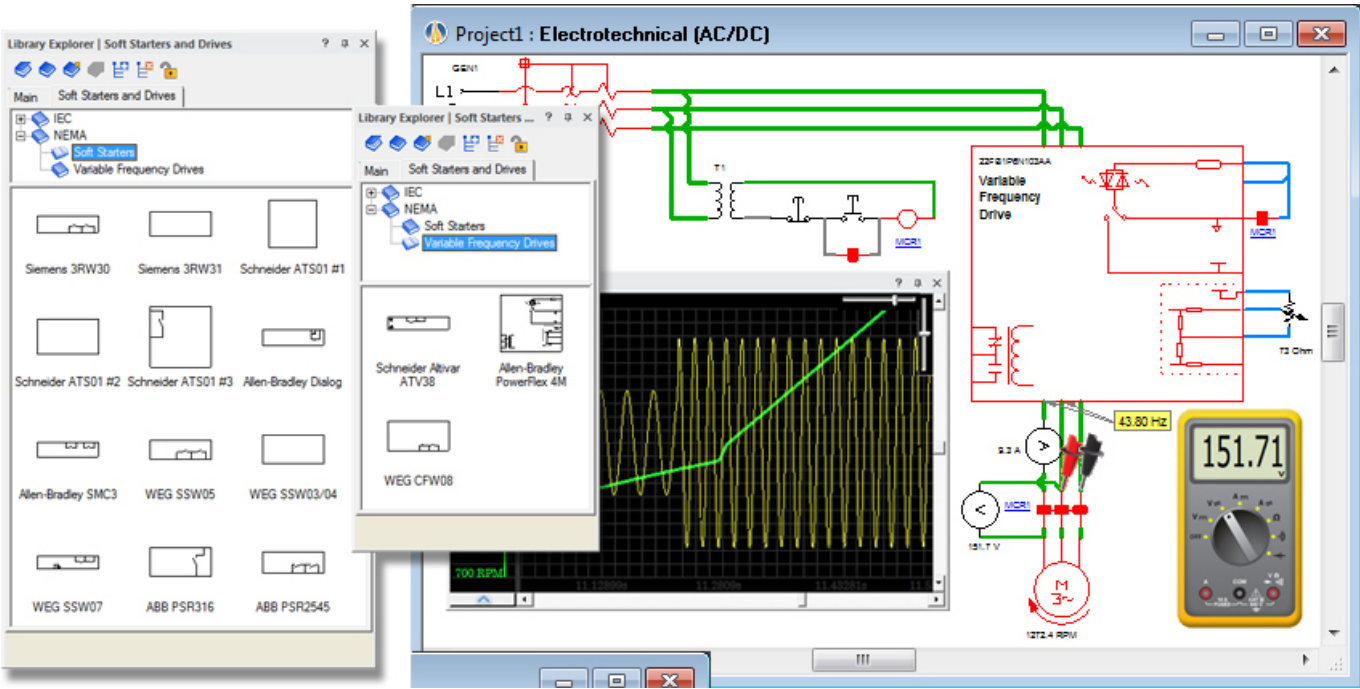 Library Explorer | Soft Starters and Drives
Main
Soft Starters and Drives
IEC
NEMA
Soft Starters
Variable Frequency Drives
Siemens 3RW30
Siemens 3RW31
Schneider ATS01 #1
Schneider ATS01 #2
Schneider ATS01 #3
Allen-Bradley Dialog
Allen-Bradley SMC3
WEG SSW05
WEG SSW03/04
WEG SSW07
ABB PSR316
ABB PSR2545
Library Explorer | Soft Starters ...
Main
Soft Starters and Drives
IEC
NEMA
Soft Starters
Variable Frequency Drives
Schneider Altivar
ATV38
Allen-Bradley
PowerFlex 4M
WEG CFW08
Project1 : Electrotechnical (AC/DC)
GEN1
L1
T1
MCR1
Variable
Frequency
Drive
MCR1
43.80 Hz
MCR1
151.7 V
M
3~
1272.4 RPM
151.71
V
OFF
COM
700 RPM
11.2809s
11.43281s